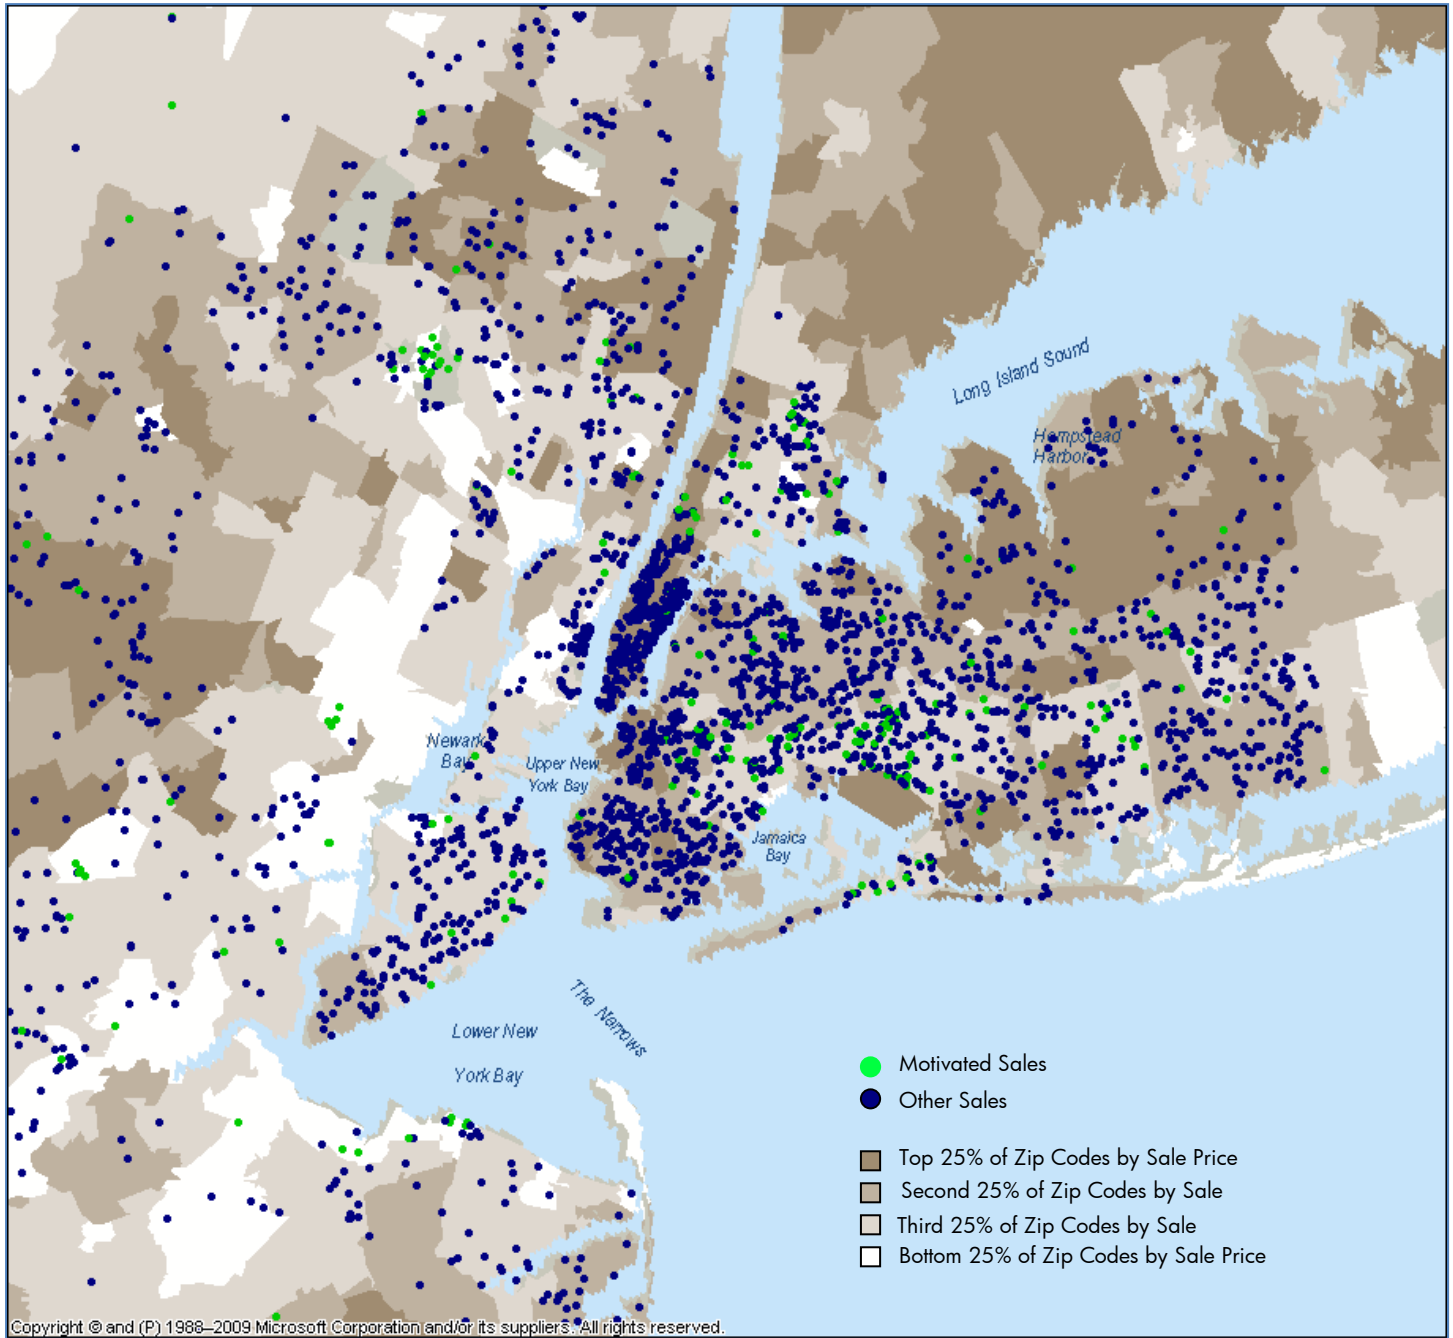 Long Island Sound
Hempstead
Harbor
Newark
Bay
Upper New
York Bay
Jamaica
Bay
The Narrows
Lower New
York Bay
Motivated Sales
Other Sales
Top 25% of Zip Codes by Sale Price
Second 25% of Zip Codes by Sale
Third 25% of Zip Codes by Sale
Bottom 25% of Zip Codes by Sale Price
Copyright © and (P) 1988–2009 Microsoft Corporation and/or its suppliers. All rights reserved.